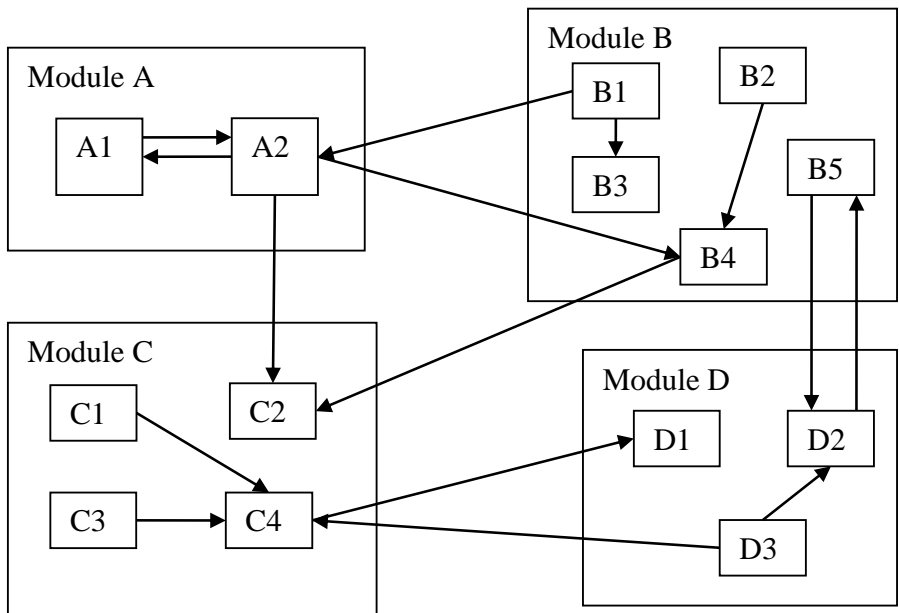 Module A
A1
A2
Module B
B1
B2
B3
B5
B4
Module C
C1
C2
C3
C4
Module D
D1
D2
D3